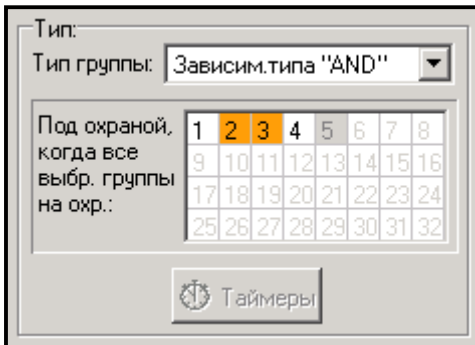 Тип:
Тип группы: Зависим.типа "AND"
Под охраной,
когда все
выбр. группы
на охр.:
1 2 3 4 5 6 7 8
9 10 11 12 13 14 15 16
17 18 19 20 21 22 23 24
25 26 27 28 29 30 31 32
Таймеры